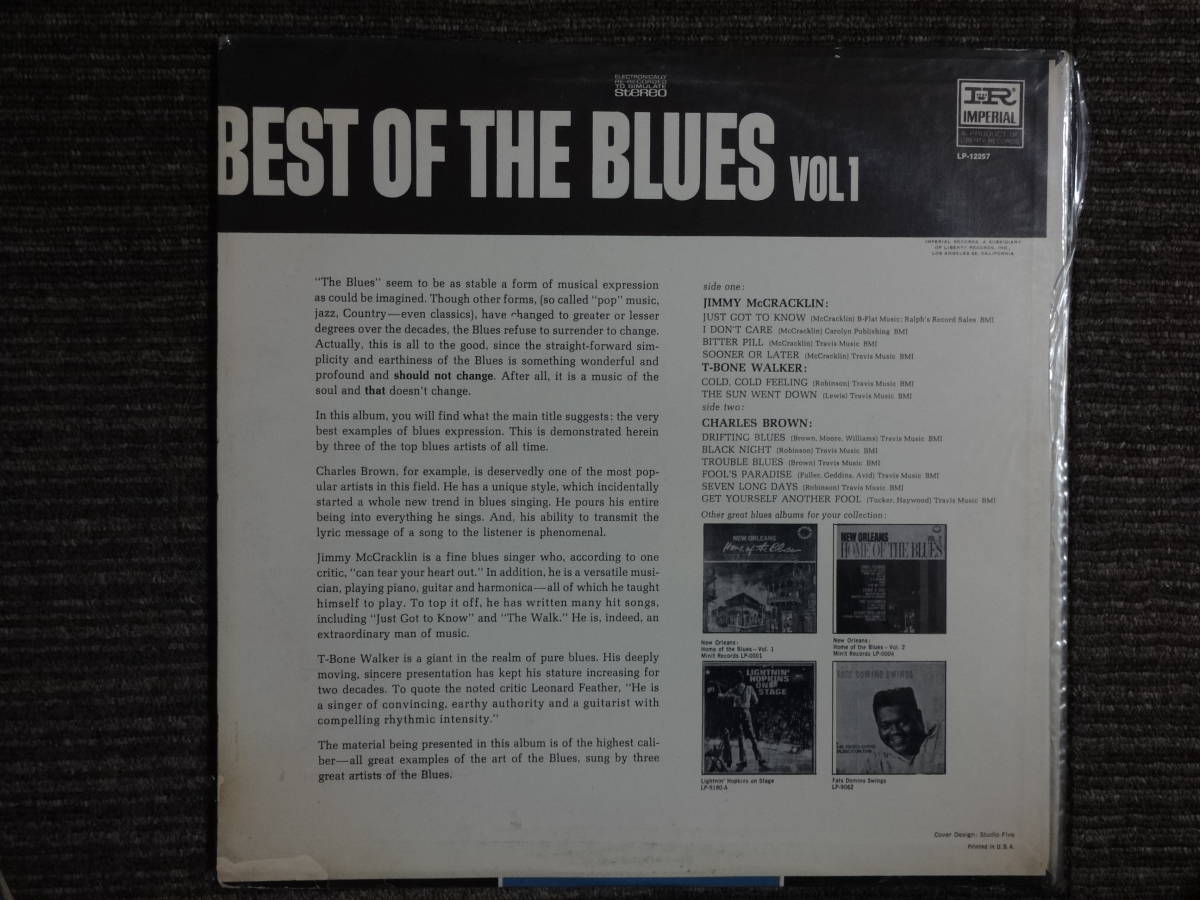 ELECTRONICALLY
RE-RECORDED
TO SIMULATE
STEREO
BEST OF THE BLUES VOL 1
IR
IMPERIAL
A PRODUCT OF
LIBERTY RECORDS
LP-12257
IMPERIAL RECORDS, A SUBSIDIARY
OF LIBERTY RECORDS, INC.,
LOS ANGELES 28, CALIFORNIA
"The Blues" seem to be as stable a form of musical expression
as could be imagined. Though other forms, (so called "pop" music,
jazz, Country—even classics), have changed to greater or lesser
degrees over the decades, the Blues refuse to surrender to change.
Actually, this is all to the good, since the straight-forward sim-
plicity and earthiness of the Blues is something wonderful and
profound and should not change. After all, it is a music of the
soul and that doesn't change.
In this album, you will find what the main title suggests: the very
best examples of blues expression. This is demonstrated herein
by three of the top blues artists of all time.
Charles Brown, for example, is deservedly one of the most pop-
ular artists in this field. He has a unique style, which incidentally
started a whole new trend in blues singing. He pours his entire
being into everything he sings. And, his ability to transmit the
lyric message of a song to the listener is phenomenal.
Jimmy McCracklin is a fine blues singer who, according to one
critic, "can tear your heart out." In addition, he is a versatile musi-
cian, playing piano, guitar and harmonica—all of which he taught
himself to play. To top it off, he has written many hit songs,
including "Just Got to Know" and "The Walk." He is, indeed, an
extraordinary man of music.
T-Bone Walker is a giant in the realm of pure blues. His deeply
moving, sincere presentation has kept his stature increasing for
two decades. To quote the noted critic Leonard Feather, "He is
a singer of convincing, earthy authority and a guitarist with
compelling rhythmic intensity."
The material being presented in this album is of the highest cali-
ber—all great examples of the art of the Blues, sung by three
great artists of the Blues.
side one:
JIMMY McCRACKLIN:
JUST GOT TO KNOW (McCracklin) B-Flat Music; Ralph's Record Sales BMI
I DON'T CARE (McCracklin) Carolyn Publishing BMI
BITTER PILL (McCracklin) Travis Music BMI
SOONER OR LATER (McCracklin) Travis Music BMI
T-BONE WALKER:
COLD, COLD FEELING (Robinson) Travis Music BMI
THE SUN WENT DOWN (Lewis) Travis Music BMI
side two:
CHARLES BROWN:
DRIFTING BLUES (Brown, Moore, Williams) Travis Music BMI
BLACK NIGHT (Robinson) Travis Music BMI
TROUBLE BLUES (Brown) Travis Music BMI
FOOL'S PARADISE (Fuller, Geddins, Avid) Travis Music BMI
SEVEN LONG DAYS (Robinson) Travis Music BMI
GET YOURSELF ANOTHER FOOL (Tucker, Haywood) Travis Music BMI
Other great blues albums for your collection:
NEW ORLEANS
Home of the Blues
NEW ORLEANS
HOME OF THE BLUES
New Orleans:
Home of the Blues—Vol. 1
Minit Records LP-0001
New Orleans:
Home of the Blues—Vol. 2
Minit Records LP-0004
LIGHTNIN'
HOPKINS
ON
STAGE
FATS DOMINO SWINGS
Lightnin' Hopkins on Stage
LP-9180-A
Fats Domino Swings
LP-9062
Cover Design: Studio Five
Printed in U.S.A.